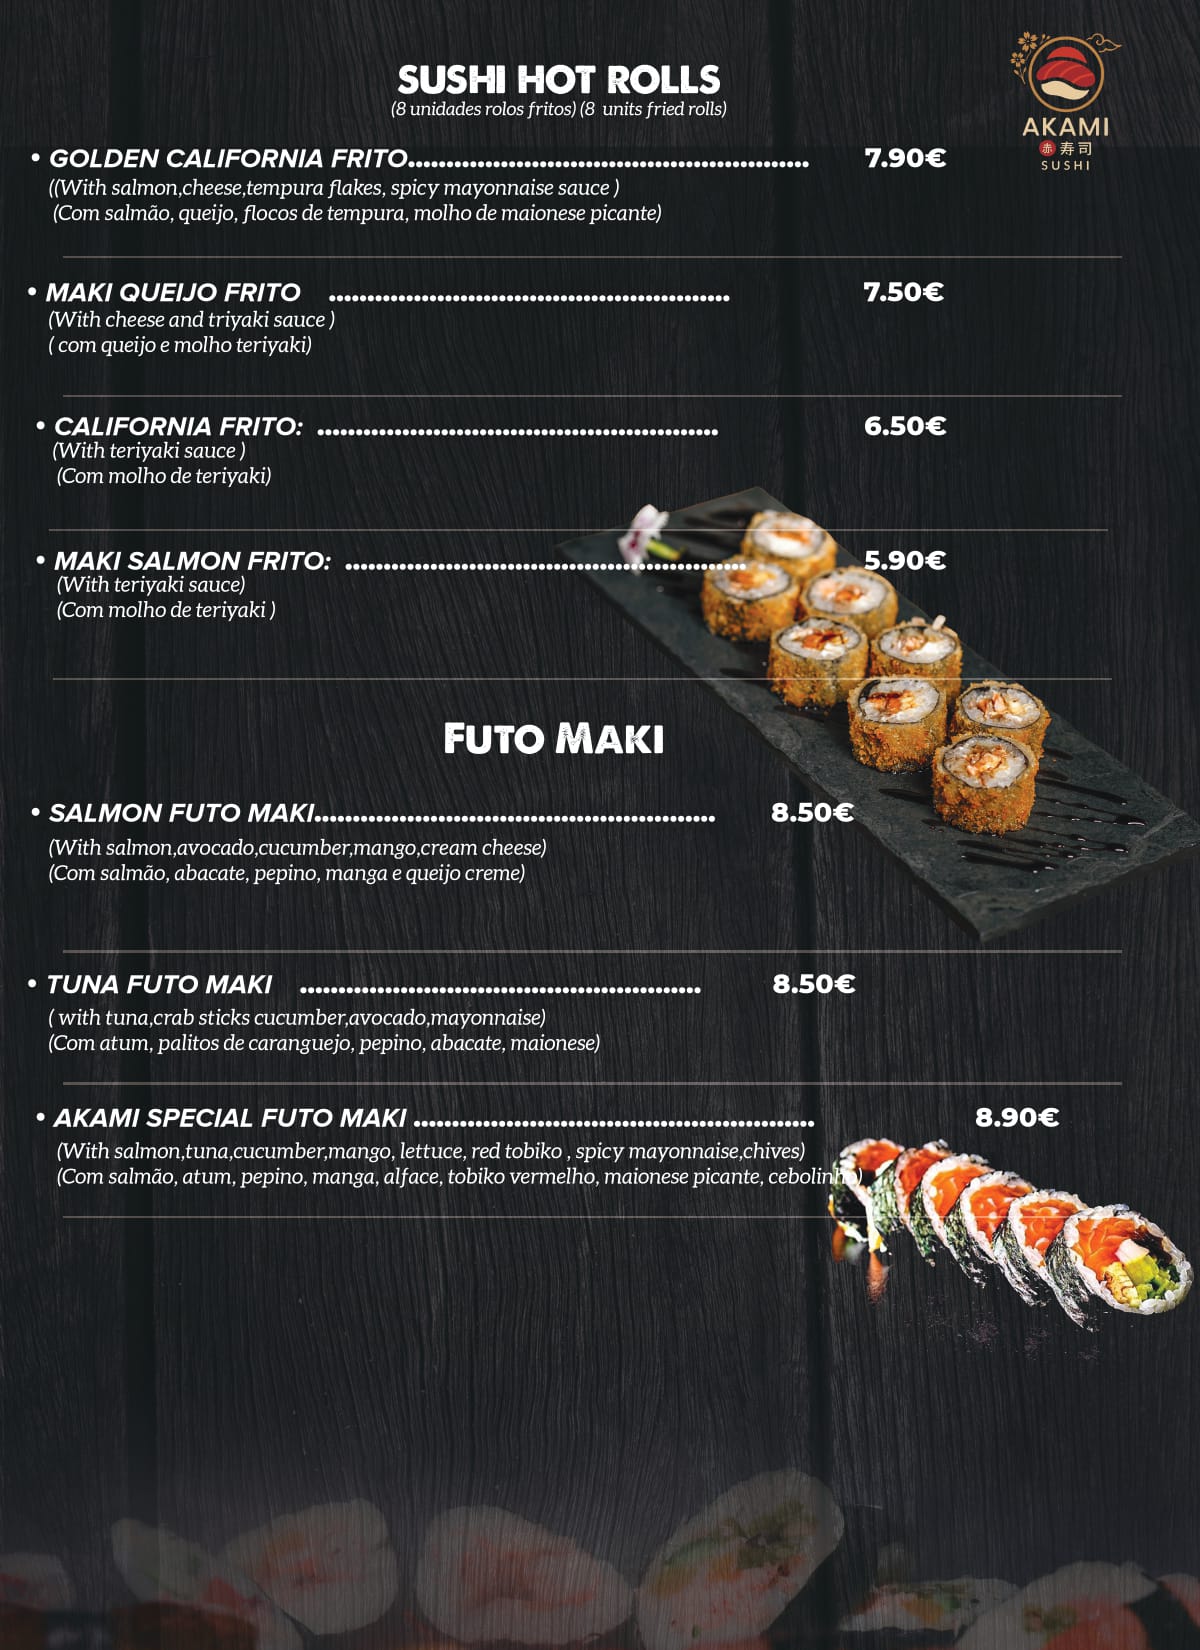 SUSHI HOT ROLLS
(8 unidades rolos fritos) (8 units fried rolls)
AKAMI
赤 寿司
SUSHI
• GOLDEN CALIFORNIA FRITO.................................................... 7.90€
((With salmon,cheese,tempura flakes, spicy mayonnaise sauce )
(Com salmão, queijo, flocos de tempura, molho de maionese picante)
• MAKI QUEIJO FRITO .................................................... 7.50€
(With cheese and triyaki sauce )
( com queijo e molho teriyaki)
• CALIFORNIA FRITO: .................................................... 6.50€
(With teriyaki sauce )
(Com molho de teriyaki)
• MAKI SALMON FRITO: .................................................... 5.90€
(With teriyaki sauce)
(Com molho de teriyaki )
FUTO MAKI
• SALMON FUTO MAKI.................................................... 8.50€
(With salmon,avocado,cucumber,mango,cream cheese)
(Com salmão, abacate, pepino, manga e queijo creme)
• TUNA FUTO MAKI .................................................... 8.50€
( with tuna,crab sticks cucumber,avocado,mayonnaise)
(Com atum, palitos de caranguejo, pepino, abacate, maionese)
• AKAMI SPECIAL FUTO MAKI .................................................... 8.90€
(With salmon,tuna,cucumber,mango, lettuce, red tobiko , spicy mayonnaise,chives)
(Com salmão, atum, pepino, manga, alface, tobiko vermelho, maionese picante, cebolinho)